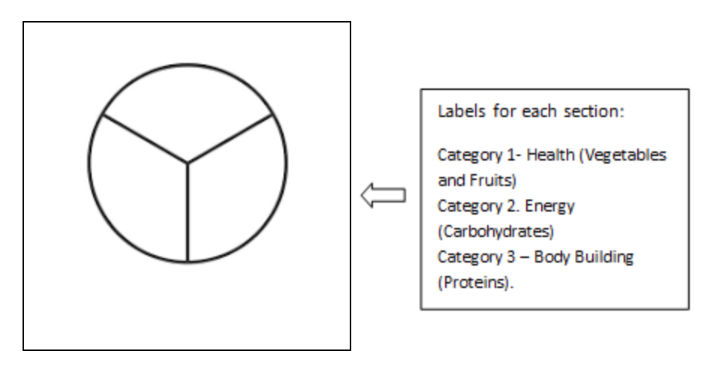 Labels for each section:
Category 1- Health (Vegetables
and Fruits)
Category 2. Energy
(Carbohydrates)
Category 3 – Body Building
(Proteins).